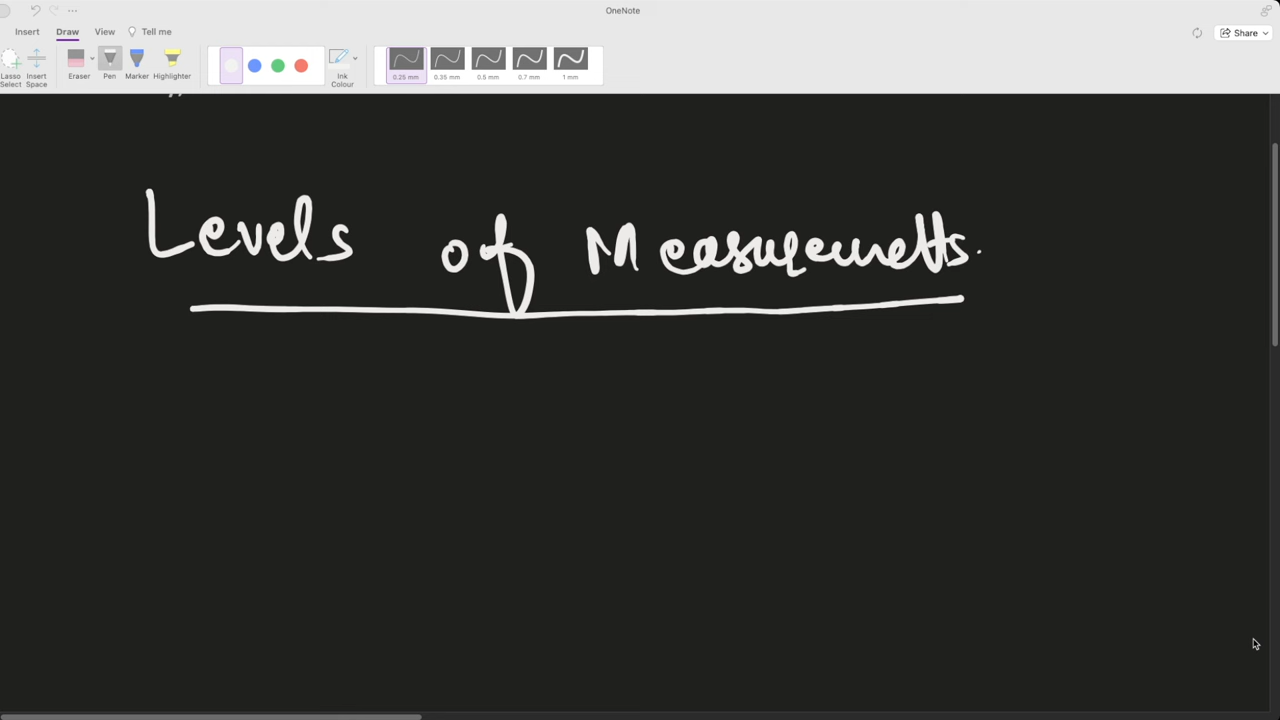 OneNote
Insert Draw View Tell me
Share
Lasso Select
Insert Space
Eraser
Pen
Marker
Highlighter
Ink Colour
0.25 mm 0.35 mm 0.5 mm 0.7 mm 1 mm
Levels of Measuremetts.